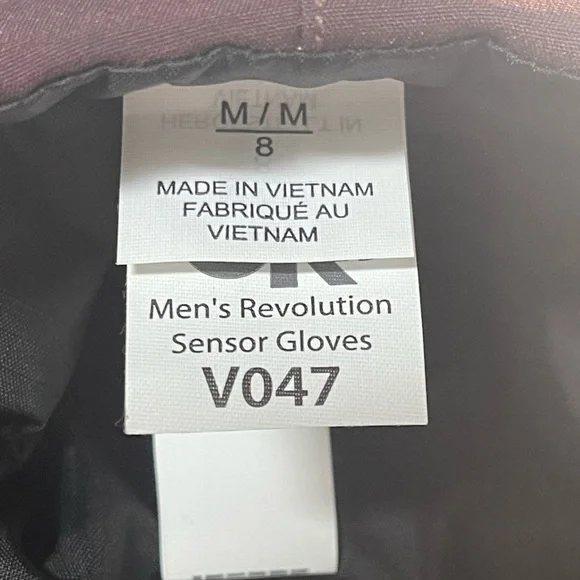 M / M
8
MADE IN VIETNAM
FABRIQUÉ AU
VIETNAM
Men's Revolution
Sensor Gloves
V047